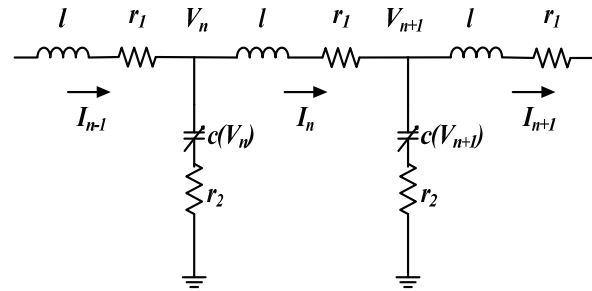 l r1 Vn l r1 Vn+1 l r1
In-1 In In+1
c(Vn) c(Vn+1)
r2 r2